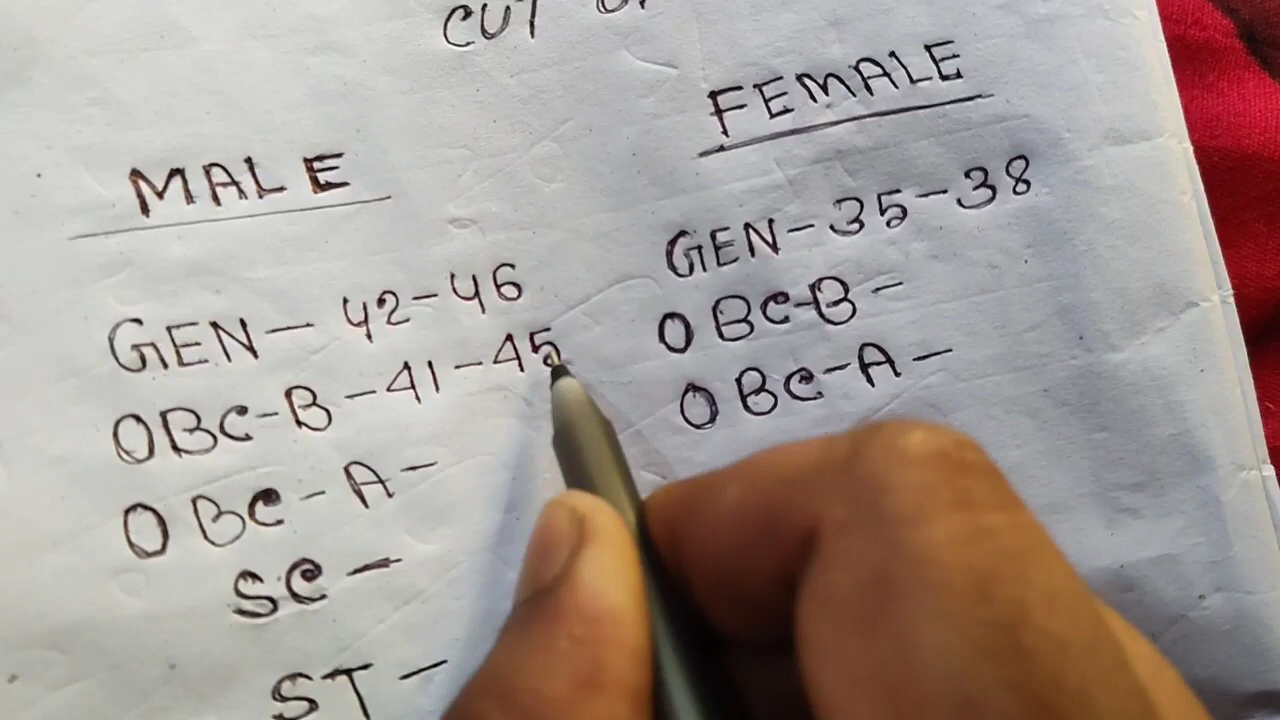 CUT
MALE
GEN- 42-46
OBC-B-41-45
OBC-A-
SC-
ST-
FEMALE
GEN-35-38
OBC-B-
OBC-A-